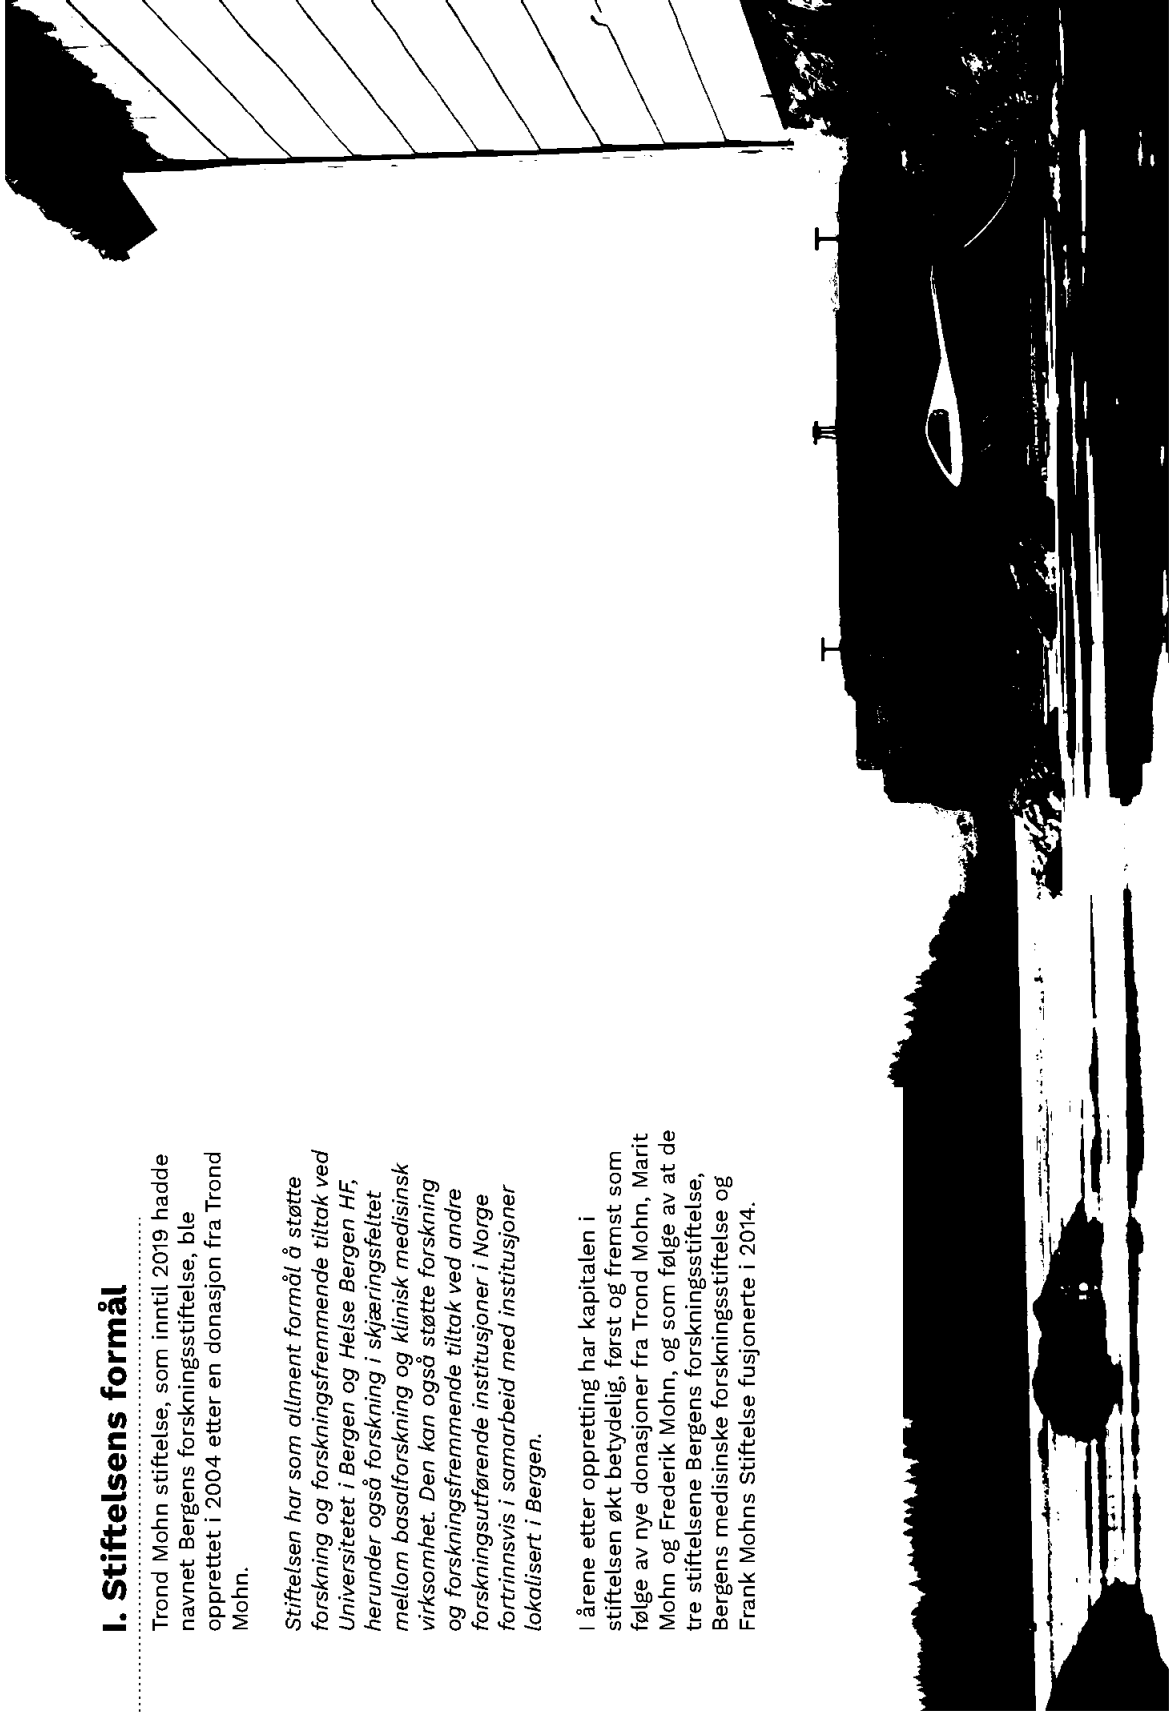 I. Stiftelsens formål
Trond Mohn stiftelse, som inntil 2019 hadde
navnet Bergens forskningsstiftelse, ble
opprettet i 2004 etter en donasjon fra Trond
Mohn.
Stiftelsen har som allment formål å støtte
forskning og forskningsfremmende tiltak ved
Universitetet i Bergen og Helse Bergen HF,
herunder også forskning i skjæringsfeltet
mellom basalforskning og klinisk medisinsk
virksomhet. Den kan også støtte forskning
og forskningsfremmende tiltak ved andre
forskningsutførende institusjoner i Norge
fortrinnsvis i samarbeid med institusjoner
lokalisert i Bergen.
I årene etter oppretting har kapitalen i
stiftelsen økt betydelig, først og fremst som
følge av nye donasjoner fra Trond Mohn, Marit
Mohn og Frederik Mohn, og som følge av at de
tre stiftelsene Bergens forskningsstiftelse,
Bergens medisinske forskningsstiftelse og
Frank Mohns Stiftelse fusjonerte i 2014.